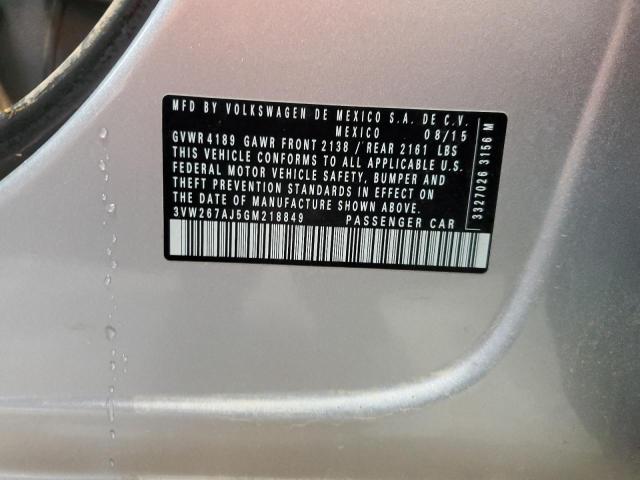 MFD BY VOLKSWAGEN DE MEXICO S.A. DE C.V.
MEXICO 08/15
GVWR 4189 GAWR FRONT 2138 / REAR 2161 LBS
THIS VEHICLE CONFORMS TO ALL APPLICABLE U.S.
FEDERAL MOTOR VEHICLE SAFETY, BUMPER AND
THEFT PREVENTION STANDARDS IN EFFECT ON
THE DATE OF MANUFACTURE SHOWN ABOVE.
3VW267AJ5GM218849 PASSENGER CAR
3327026 3156 M